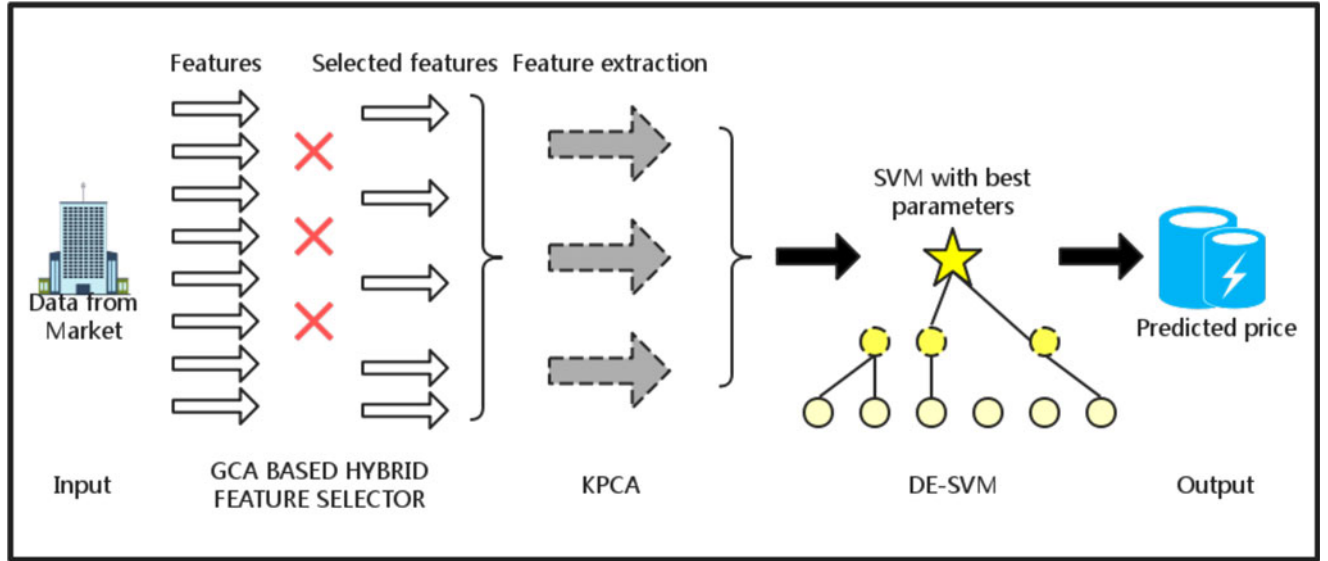 Features
Selected features
Feature extraction
SVM with best
parameters
Data from
Market
Predicted price
Input
GCA BASED HYBRID
FEATURE SELECTOR
KPCA
DE-SVM
Output